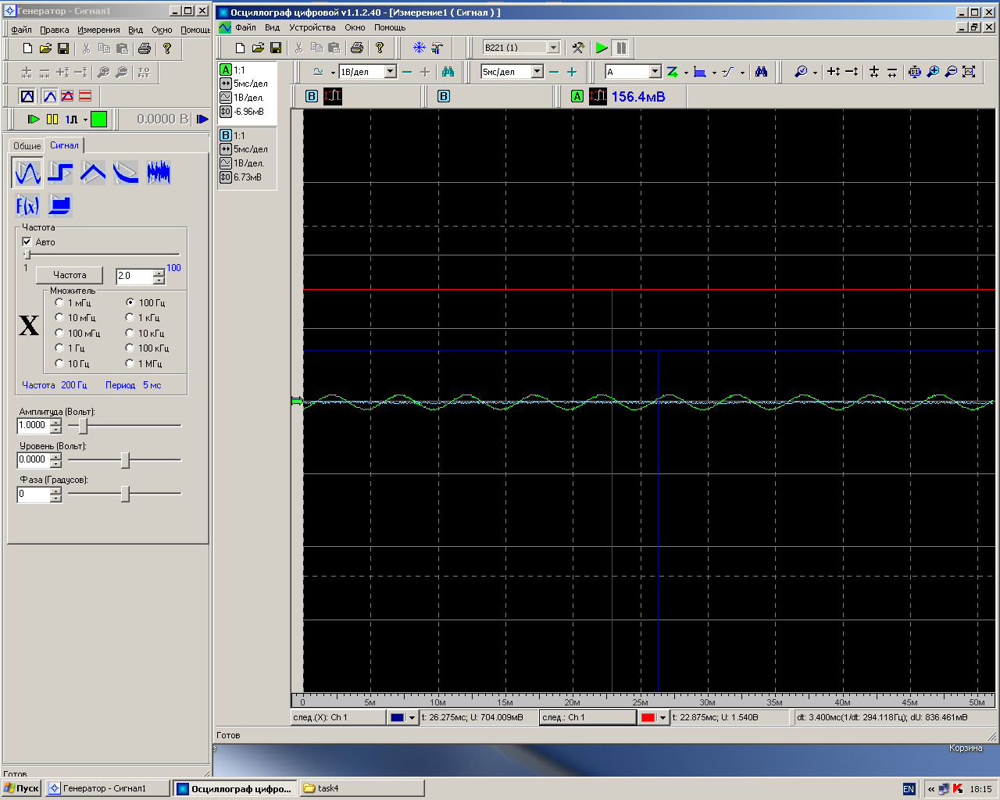 Генератор - Сигнал1
Файл Правка Измерения Вид Окно Помощь
ТО
1Л 0.0000 В
Общие Сигнал
F(x)
Частота
Авто
1 100
Частота 2.0
Множитель
X
1 мГц 100 Гц
10 мГц 1 кГц
100 мГц 10 кГц
1 Гц 100 кГц
10 Гц 1 МГц
Частота 200 Гц Период 5 мс
Амплитуда (Вольт):
1.0000
Уровень (Вольт):
0.0000
Фаза (Градусов):
0
Готов
Осциллограф цифровой v1.1.2.40 - [Измерение1 ( Сигнал ) ]
Файл Вид Устройства Окно Помощь
B221 (1)
1В/дел 5мс/дел A
A 1:1
5мс/дел
1В/дел.
-6.96мВ
B 1:1
5мс/дел
1В/дел.
6.73мВ
B B A 156.4мВ
0 5м 10м 15м 20м 25м 30м 35м 40м 45м 50м
след.(X): Ch 1 t: 26.275мс; U: 704.009мВ след.: Ch 1 t: 22.875мс; U: 1.540В dt: 3.400мс(1/dt: 294.118Гц); dU: 836.461мВ
Готов
Корзина
Пуск Генератор - Сигнал1 Осциллограф цифро... task4 EN « 18:15